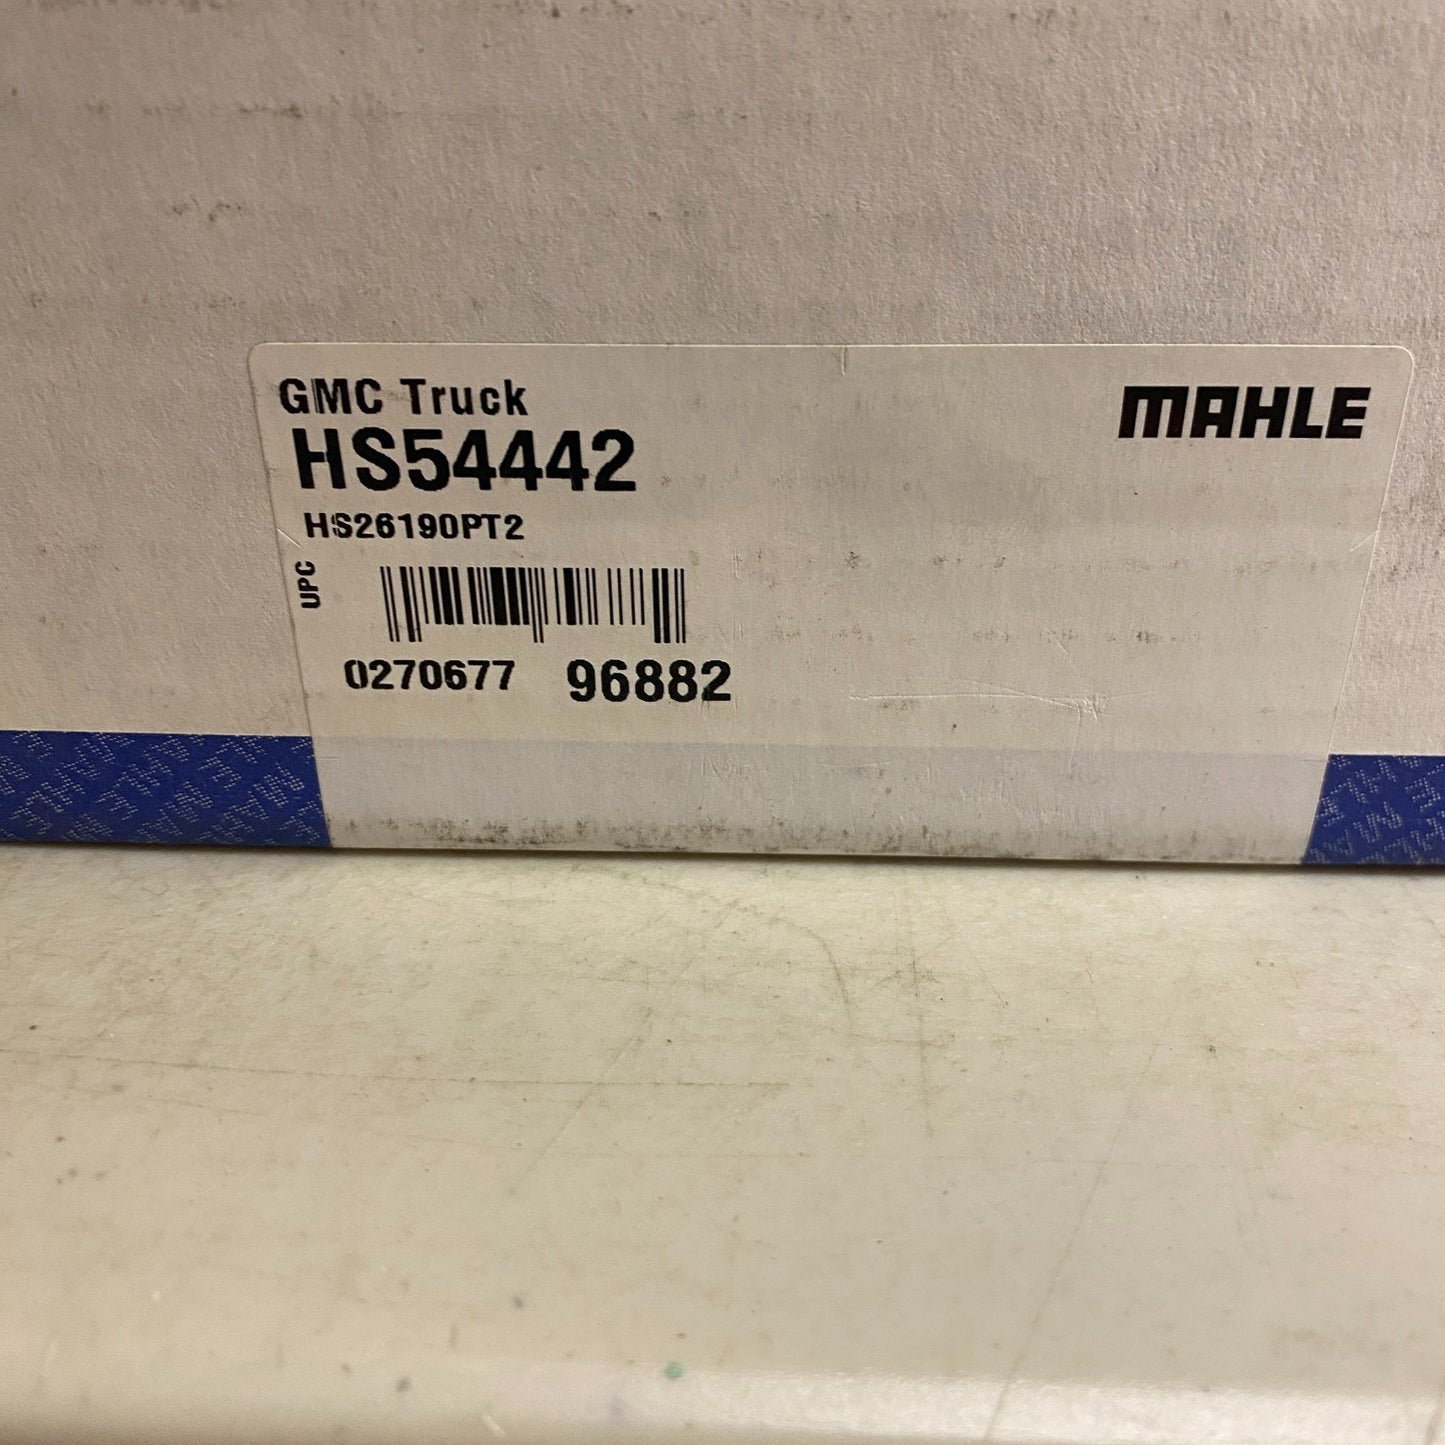 GMC Truck
MAHLE
HS54442
HS26190PT2
UPC
0270677 96882